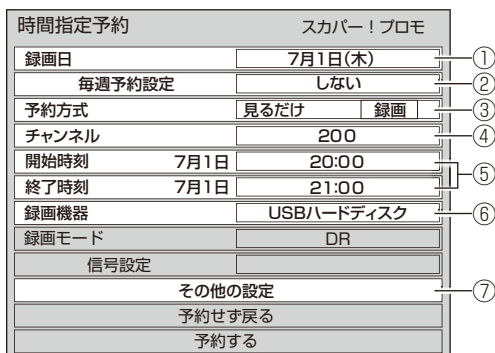 時間指定予約 スカパー！プロモ
録画日 7月1日(木) ①
毎週予約設定 しない ②
予約方式 見るだけ 録画 ③
チャンネル 200 ④
開始時刻 7月1日 20:00
⑤
終了時刻 7月1日 21:00
録画機器 USBハードディスク ⑥
録画モード DR
信号設定
その他の設定 ⑦
予約せず戻る
予約する